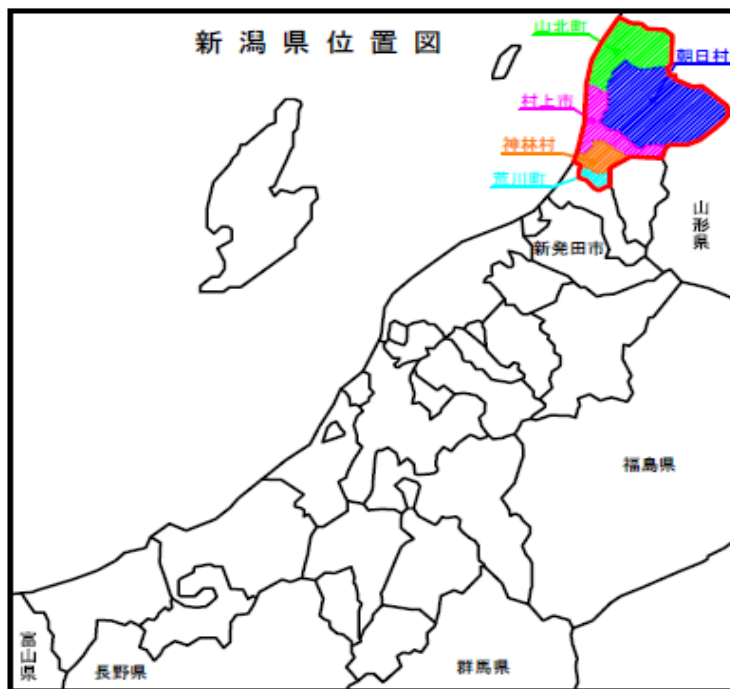 新潟県位置図
山北町
朝日村
村上市
神林村
荒川町
山形県
新発田市
福島県
富山県
長野県
群馬県